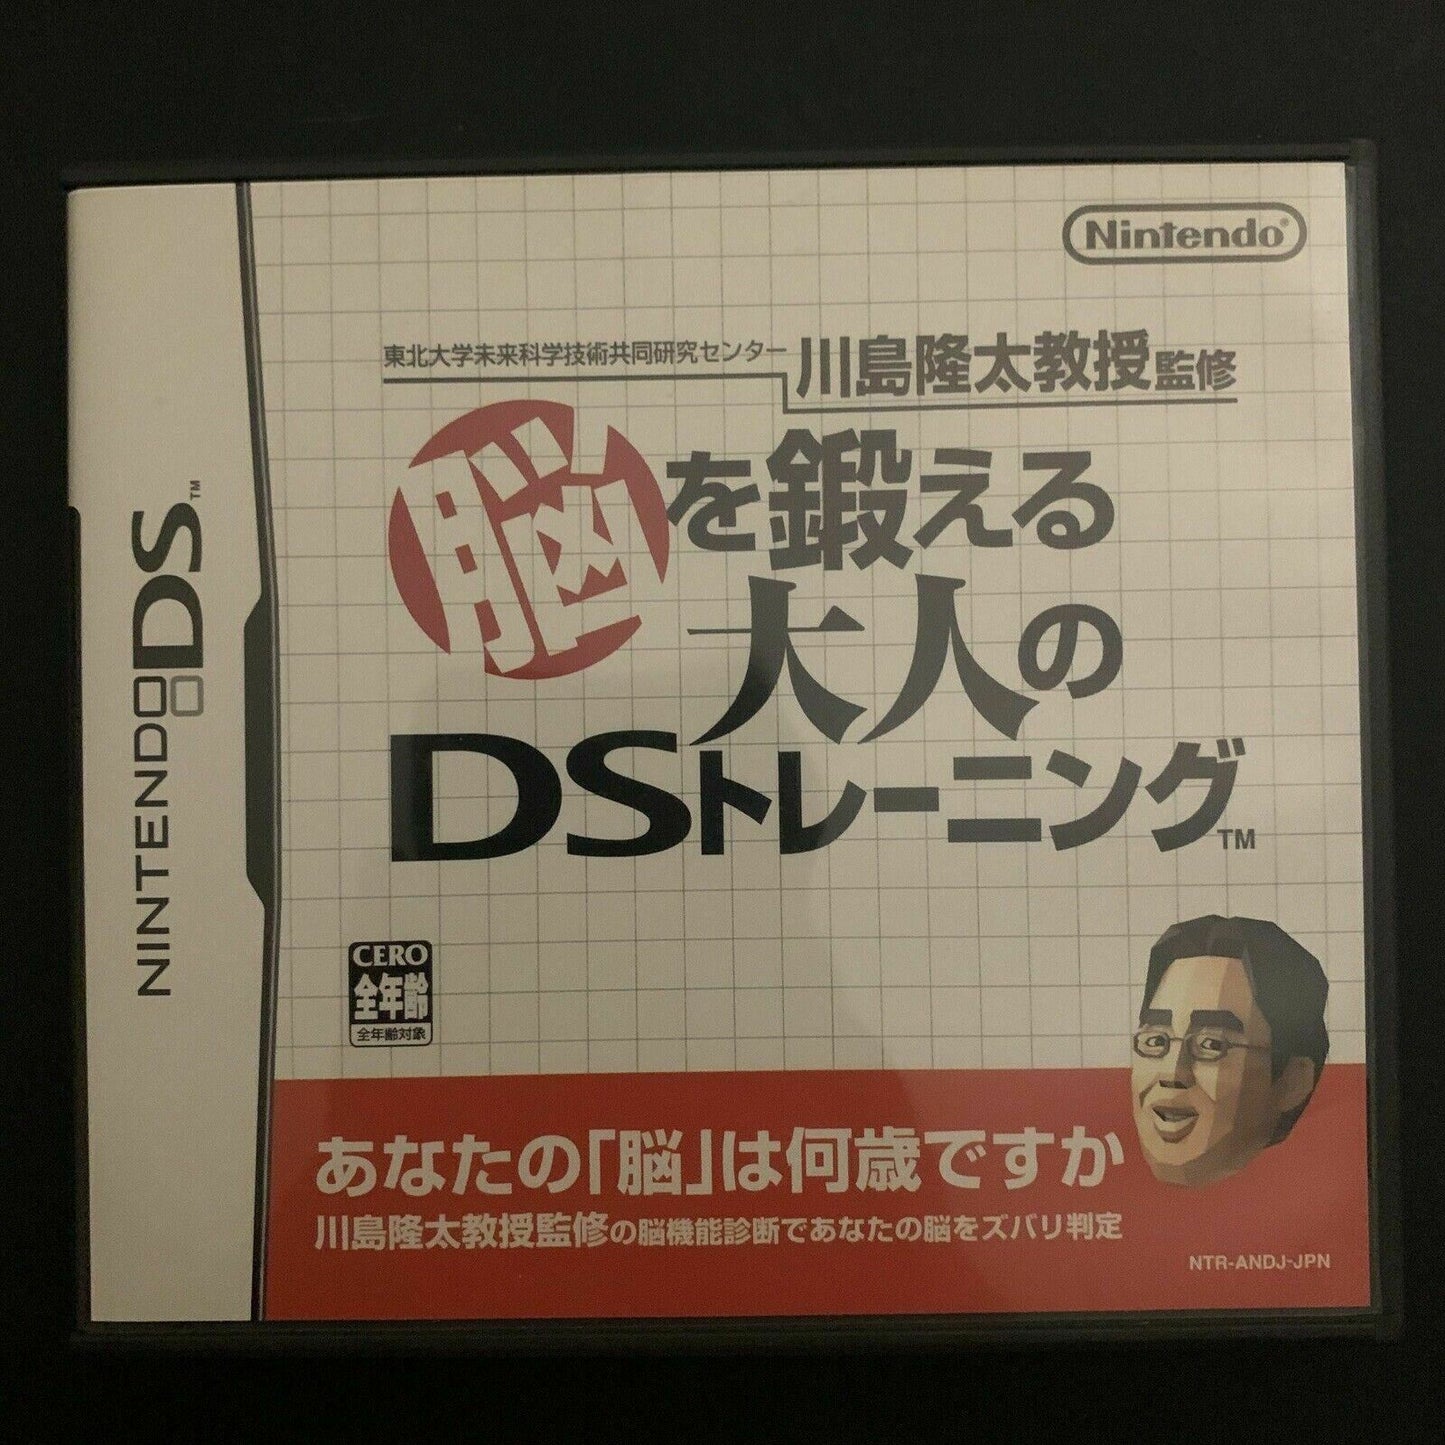 Nintendo®
東北大学未来科学技術共同研究センター 川島隆太教授監修
脳を鍛える
大人の
DSトレーニング™
NINTENDO DS™
CERO
全年齢
全年齢対象
あなたの「脳」は何歳ですか
川島隆太教授監修の脳機能診断であなたの脳をズバリ判定
NTR-ANDJ-JPN